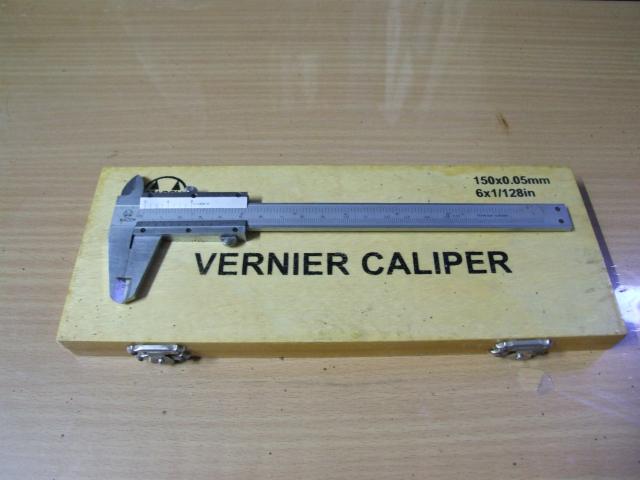 150x0.05mm
6x1/128in
VERNIER CALIPER